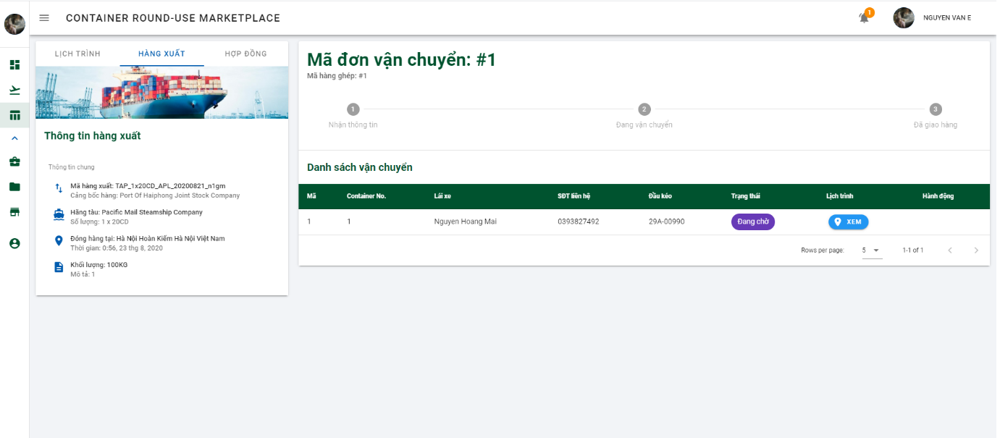 CONTAINER ROUND-USE MARKETPLACE
1
NGUYEN VAN E
LỊCH TRÌNH
HÀNG XUẤT
HỢP ĐỒNG
Thông tin hàng xuất
Thông tin chung
Mã hàng xuất: TAP_1x20CD_APL_20200821_n1gm
Cảng bốc hàng: Port Of Haiphong Joint Stock Company
Hãng tàu: Pacific Mail Steamship Company
Số lượng: 1 x 20CD
Đóng hàng tại: Hà Nội Hoàn Kiếm Hà Nội Việt Nam
Thời gian: 0:56, 23 thg 8, 2020
Khối lượng: 100KG
Mô tả: 1
Mã đơn vận chuyển: #1
Mã hàng ghép: #1
1 2 3
Nhận thông tin Đang vận chuyển Đã giao hàng
Danh sách vận chuyển
Mã Container No. Lái xe SĐT liên hệ Đầu kéo Trạng thái Lịch trình Hành động
1 1 Nguyen Hoang Mai 0393827492 29A-00990 Đang chờ XEM
Rows per page: 5 1-1 of 1